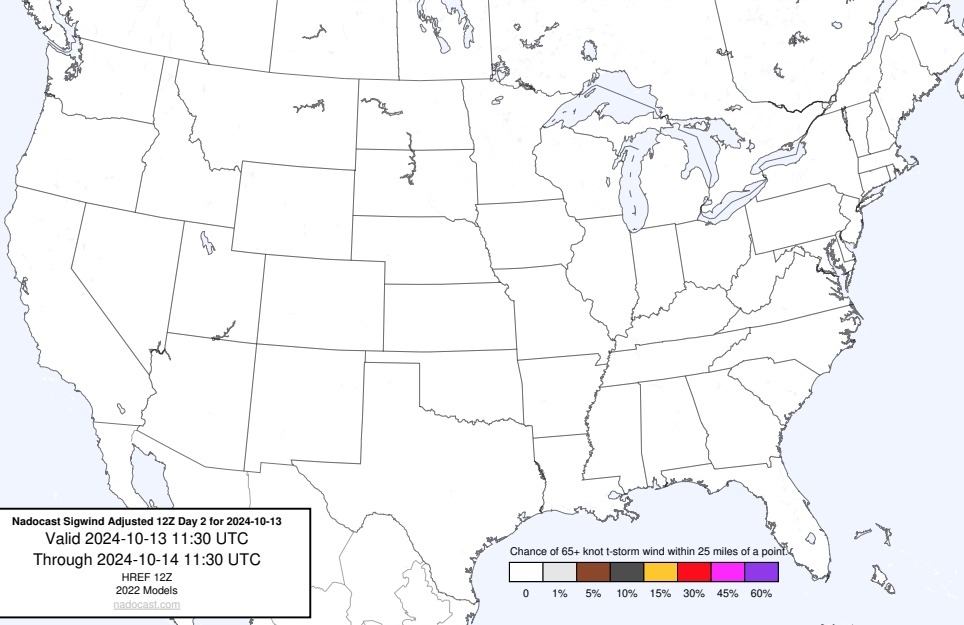 Nadocast Sigwind Adjusted 12Z Day 2 for 2024-10-13
Valid 2024-10-13 11:30 UTC
Through 2024-10-14 11:30 UTC
HREF 12Z
2022 Models
nadocast.com
Chance of 65+ knot t-storm wind within 25 miles of a point.
0 1% 5% 10% 15% 30% 45% 60%